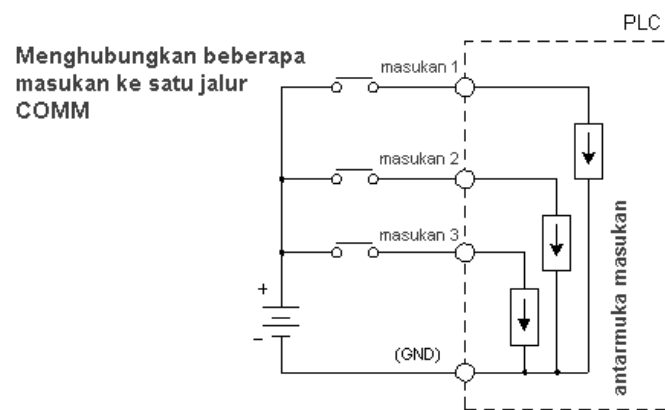 PLC
Menghubungkan beberapa
masukan ke satu jalur
COMM
masukan 1
masukan 2
masukan 3
+
-
(GND)
antarmuka masukan